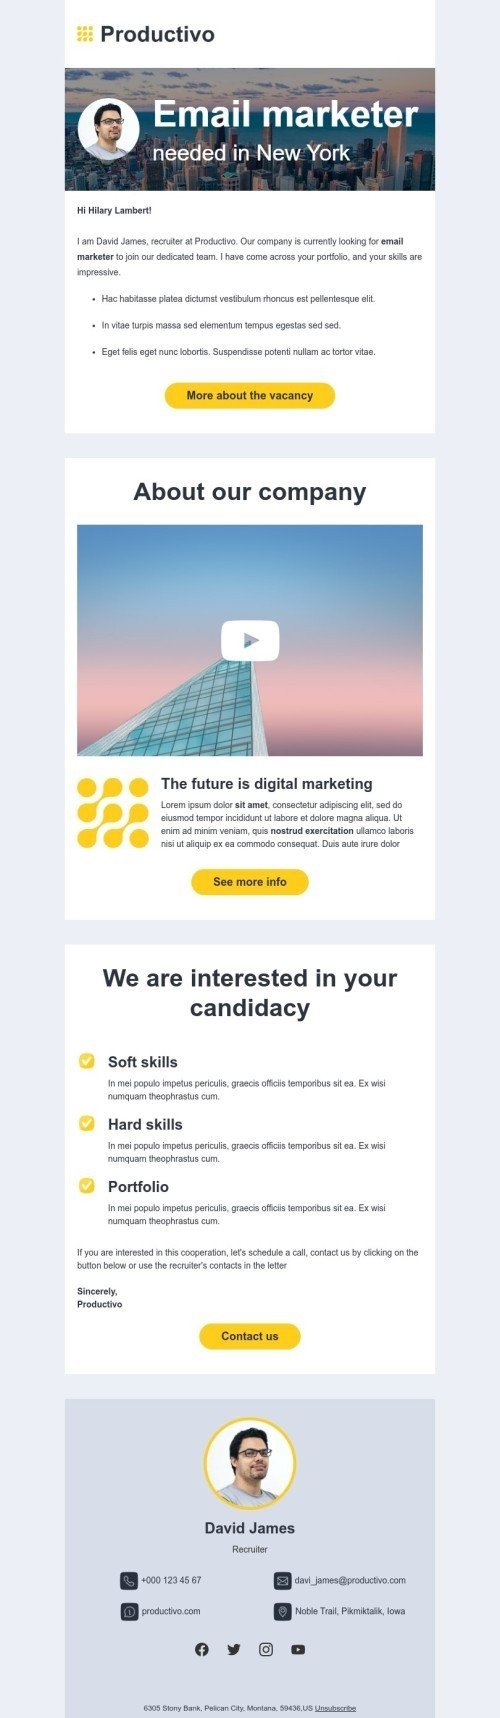 Productivo
Email marketer
needed in New York
Hi Hilary Lambert!
I am David James, recruiter at Productivo. Our company is currently looking for email
marketer to join our dedicated team. I have come across your portfolio, and your skills are
impressive.
• Hac habitasse platea dictumst vestibulum rhoncus est pellentesque elit.
• In vitae turpis massa sed elementum tempus egestas sed sed.
• Eget felis eget nunc lobortis. Suspendisse potenti nullam ac tortor vitae.
More about the vacancy
About our company
The future is digital marketing
Lorem ipsum dolor sit amet, consectetur adipiscing elit, sed do
eiusmod tempor incididunt ut labore et dolore magna aliqua. Ut
enim ad minim veniam, quis nostrud exercitation ullamco laboris
nisi ut aliquip ex ea commodo consequat. Duis aute irure dolor
See more info
We are interested in your
candidacy
Soft skills
In mei populo impetus periculis, graecis officiis temporibus sit ea. Ex wisi
numquam theophrastus cum.
Hard skills
In mei populo impetus periculis, graecis officiis temporibus sit ea. Ex wisi
numquam theophrastus cum.
Portfolio
In mei populo impetus periculis, graecis officiis temporibus sit ea. Ex wisi
numquam theophrastus cum.
If you are interested in this cooperation, let's schedule a call, contact us by clicking on the
button below or use the recruiter's contacts in the letter
Sincerely,
Productivo
Contact us
David James
Recruiter
+000 123 45 67
davi_james@productivo.com
productivo.com
Noble Trail, Pikmiktalik, Iowa
6305 Stony Bank, Pelican City, Montana, 59436,US Unsubscribe